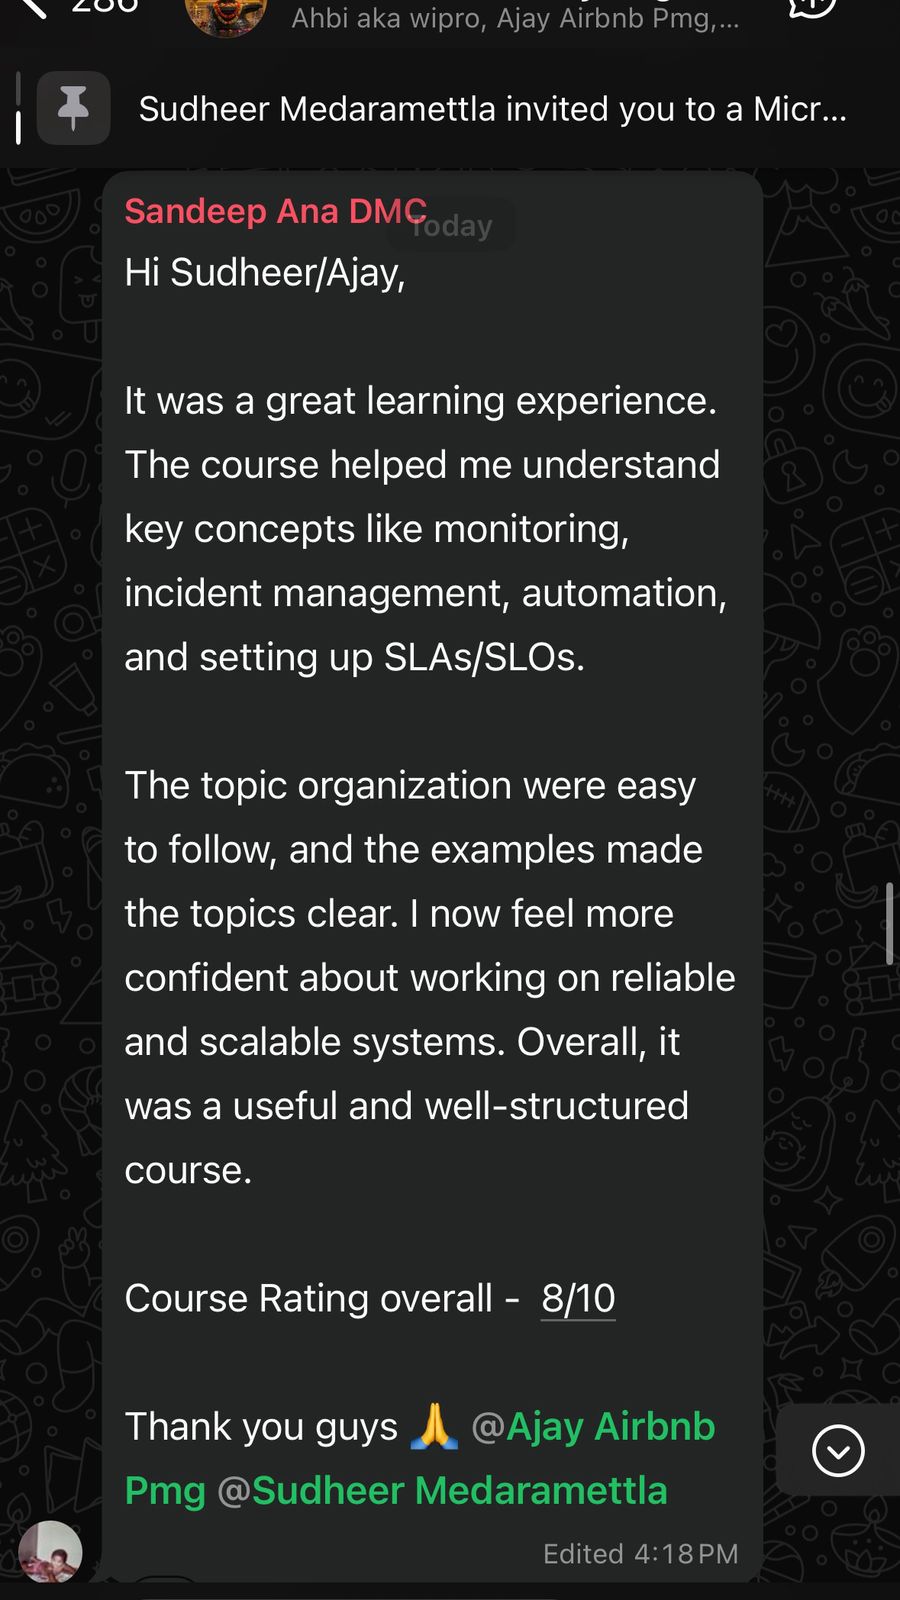 286
Ahbi aka wipro, Ajay Airbnb Pmg,...
Sudheer Medaramettla invited you to a Micr...
Sandeep Ana DMC
Today
Hi Sudheer/Ajay,
It was a great learning experience.
The course helped me understand
key concepts like monitoring,
incident management, automation,
and setting up SLAs/SLOs.
The topic organization were easy
to follow, and the examples made
the topics clear. I now feel more
confident about working on reliable
and scalable systems. Overall, it
was a useful and well-structured
course.
Course Rating overall - 8/10
Thank you guys 🙏 @Ajay Airbnb
Pmg @Sudheer Medaramettla
Edited 4:18 PM